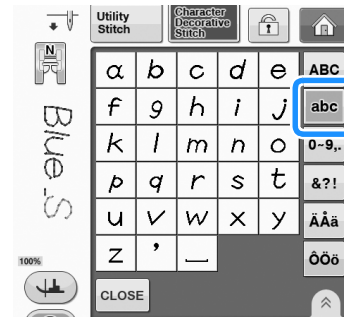 Utility
Stitch
Character
Decorative
Stitch
N
a b c d e
ABC
f g h i j
abc
k l m n o
0~9,.
p q r s t
&?!
u v w x y
ÄÅä
z ’ _
ÔÖö
Blue_S
100%
CLOSE